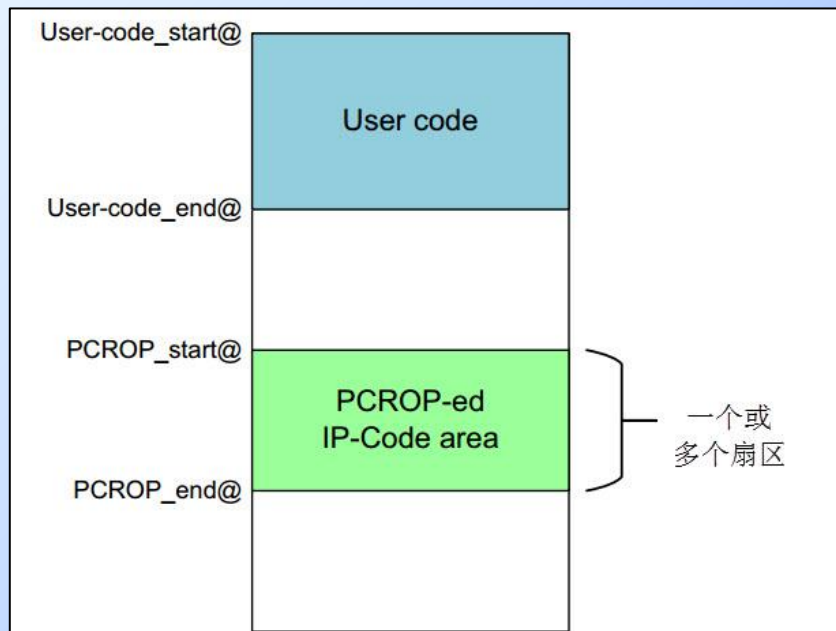 User-code_start@
User code
User-code_end@
PCROP_start@
PCROP-ed
IP-Code area
一个或
多个扇区
PCROP_end@